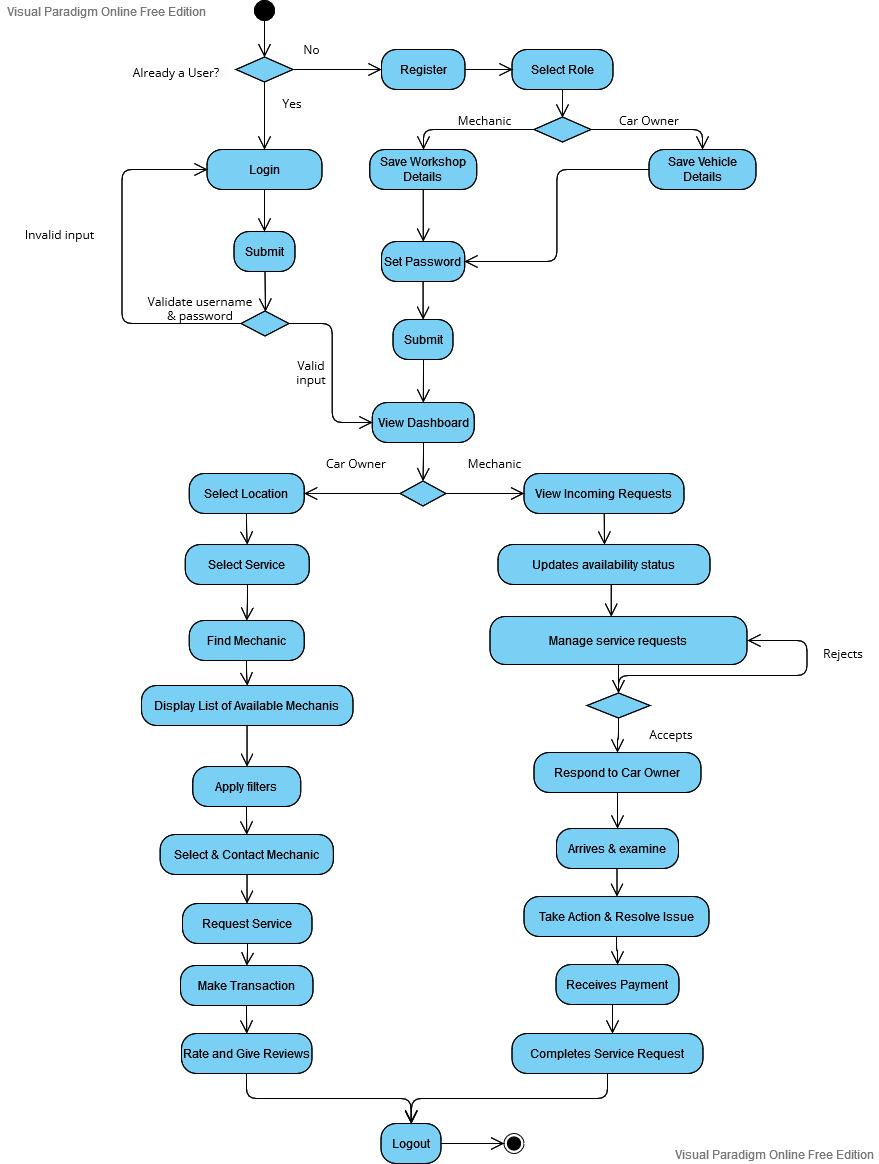 Visual Paradigm Online Free Edition
No
Already a User?
Register
Select Role
Yes
Mechanic
Car Owner
Login
Save Workshop
Details
Save Vehicle
Details
Invalid input
Submit
Set Password
Validate username
& password
Submit
Valid
input
View Dashboard
Car Owner
Mechanic
Select Location
View Incoming Requests
Select Service
Updates availability status
Find Mechanic
Manage service requests
Rejects
Display List of Available Mechanis
Accepts
Respond to Car Owner
Apply filters
Arrives & examine
Select & Contact Mechanic
Take Action & Resolve Issue
Request Service
Make Transaction
Receives Payment
Rate and Give Reviews
Completes Service Request
Logout
Visual Paradigm Online Free Edition